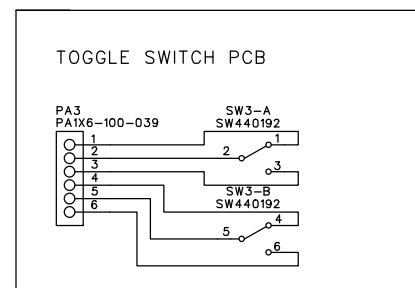 TOGGLE SWITCH PCB
PA3
PA1X6-100-039
1
2
3
4
5
6
SW3-A
SW440192
1
2
3
SW3-B
SW440192
4
5
6